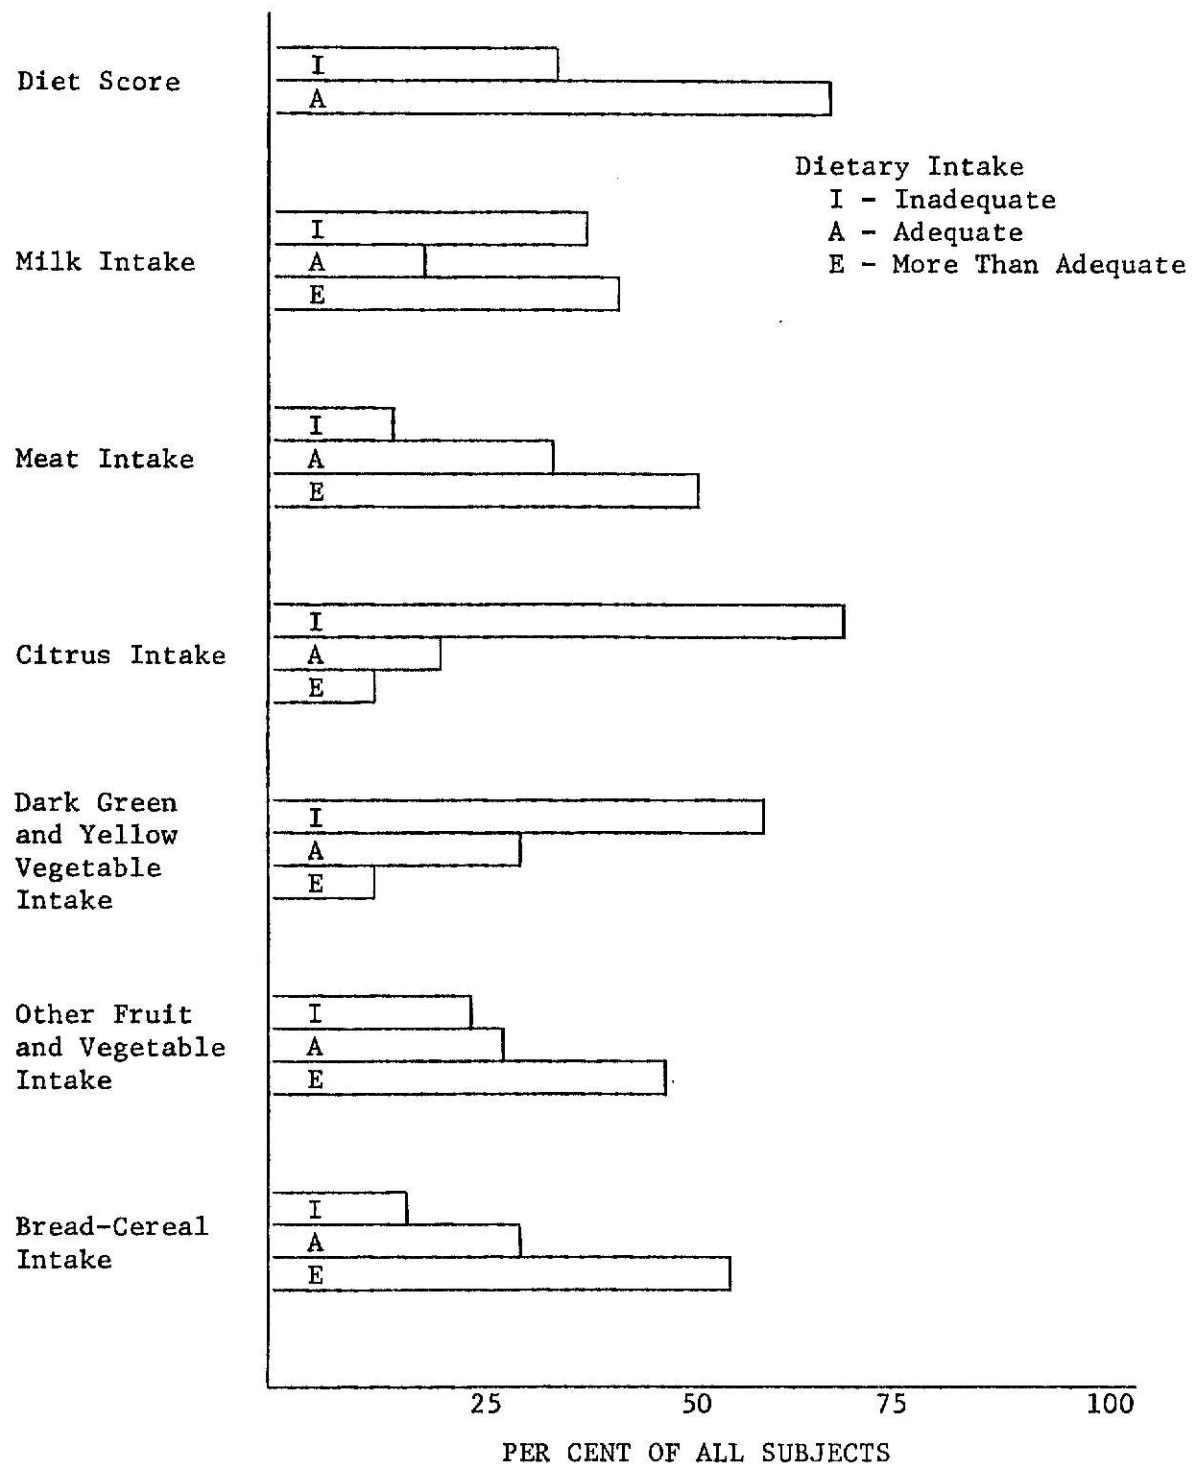 Diet Score
I
A
Dietary Intake
I - Inadequate
A - Adequate
E - More Than Adequate
Milk Intake
I
A
E
Meat Intake
I
A
E
Citrus Intake
I
A
E
Dark Green
and Yellow
Vegetable
Intake
I
A
E
Other Fruit
and Vegetable
Intake
I
A
E
Bread-Cereal
Intake
I
A
E
25 50 75 100
PER CENT OF ALL SUBJECTS